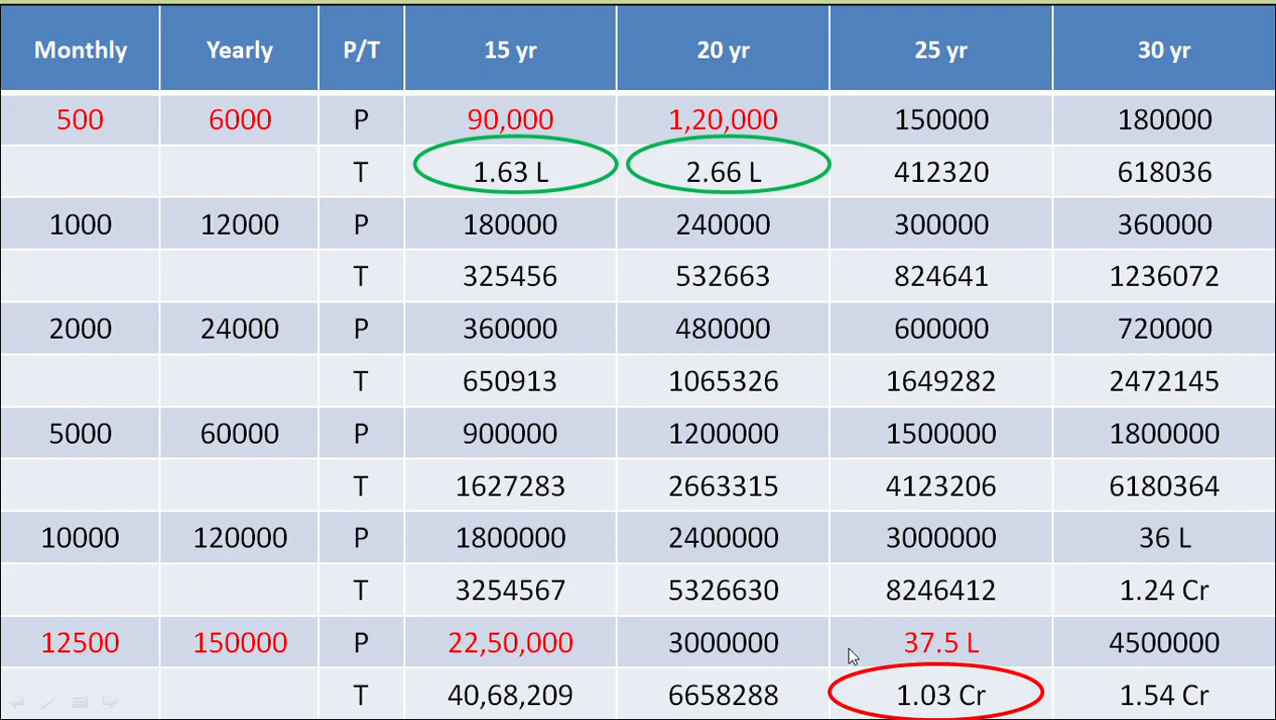 Monthly Yearly P/T 15 yr 20 yr 25 yr 30 yr
500 6000 P 90,000 1,20,000 150000 180000
T 1.63 L 2.66 L 412320 618036
1000 12000 P 180000 240000 300000 360000
T 325456 532663 824641 1236072
2000 24000 P 360000 480000 600000 720000
T 650913 1065326 1649282 2472145
5000 60000 P 900000 1200000 1500000 1800000
T 1627283 2663315 4123206 6180364
10000 120000 P 1800000 2400000 3000000 36 L
T 3254567 5326630 8246412 1.24 Cr
12500 150000 P 22,50,000 3000000 37.5 L 4500000
T 40,68,209 6658288 1.03 Cr 1.54 Cr